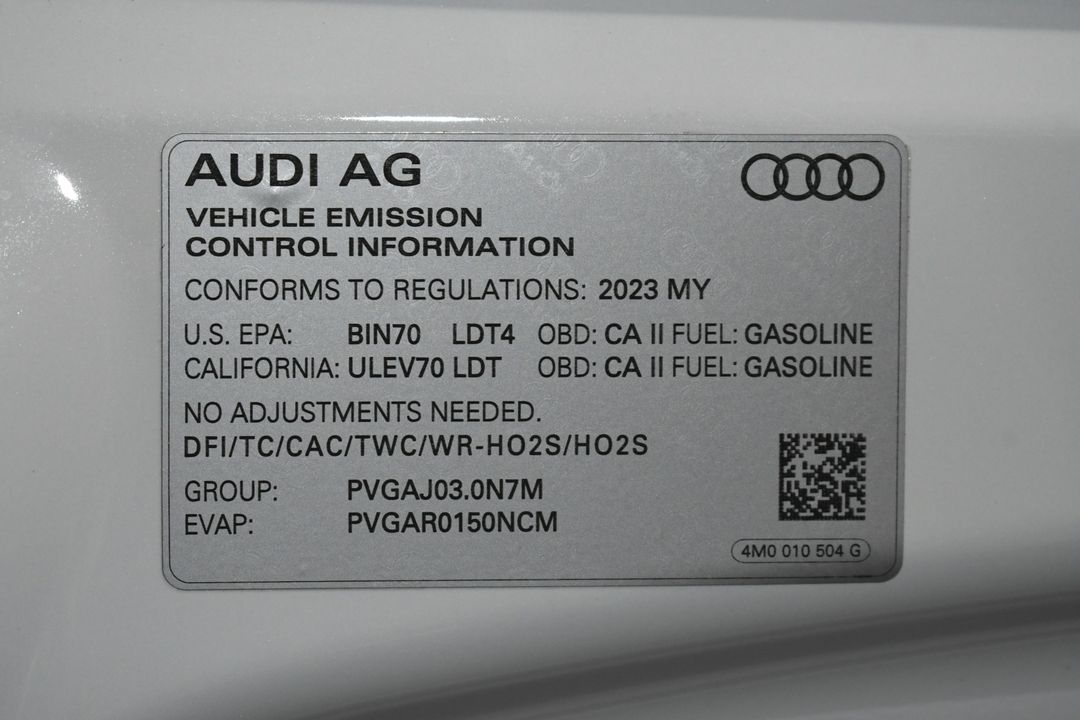 AUDI AG
VEHICLE EMISSION
CONTROL INFORMATION
CONFORMS TO REGULATIONS: 2023 MY
U.S. EPA: BIN70 LDT4 OBD: CA II FUEL: GASOLINE
CALIFORNIA: ULEV70 LDT OBD: CA II FUEL: GASOLINE
NO ADJUSTMENTS NEEDED.
DFI/TC/CAC/TWC/WR-HO2S/HO2S
GROUP: PVGAJ03.0N7M
EVAP: PVGAR0150NCM
4M0 010 504 G